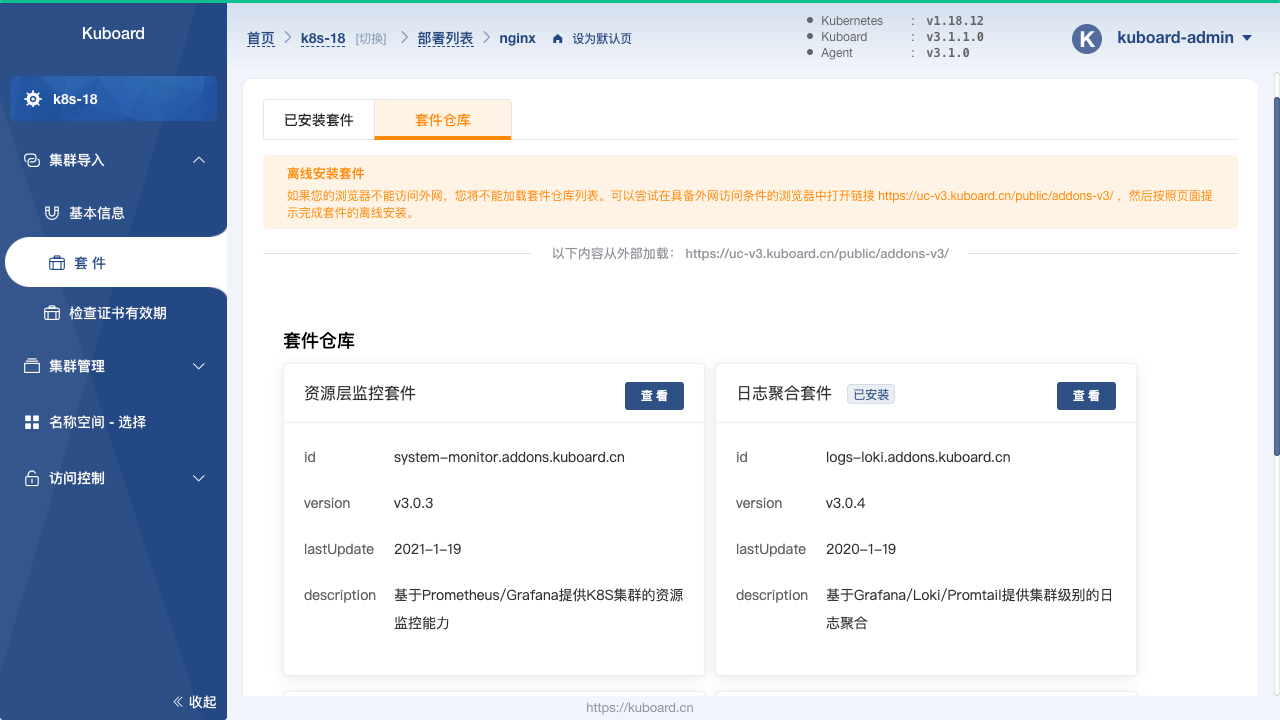 Kuboard
k8s-18
集群导入
基本信息
套 件
检查证书有效期
集群管理
名称空间 - 选择
访问控制
收起
首页 k8s-18 [切换] 部署列表 nginx 设为默认页
Kubernetes : v1.18.12
Kuboard : v3.1.1.0
Agent : v3.1.0
K kuboard-admin
已安装套件 套件仓库
离线安装套件
如果您的浏览器不能访问外网，您将不能加载套件仓库列表。可以尝试在具备外网访问条件的浏览器中打开链接 https://uc-v3.kuboard.cn/public/addons-v3/ ，然后按照页面提
示完成套件的离线安装。
以下内容从外部加载： https://uc-v3.kuboard.cn/public/addons-v3/
套件仓库
资源层监控套件 查 看
id system-monitor.addons.kuboard.cn
version v3.0.3
lastUpdate 2021-1-19
description 基于Prometheus/Grafana提供K8S集群的资源
监控能力
日志聚合套件 已安装 查 看
id logs-loki.addons.kuboard.cn
version v3.0.4
lastUpdate 2020-1-19
description 基于Grafana/Loki/Promtail提供集群级别的日
志聚合
https://kuboard.cn